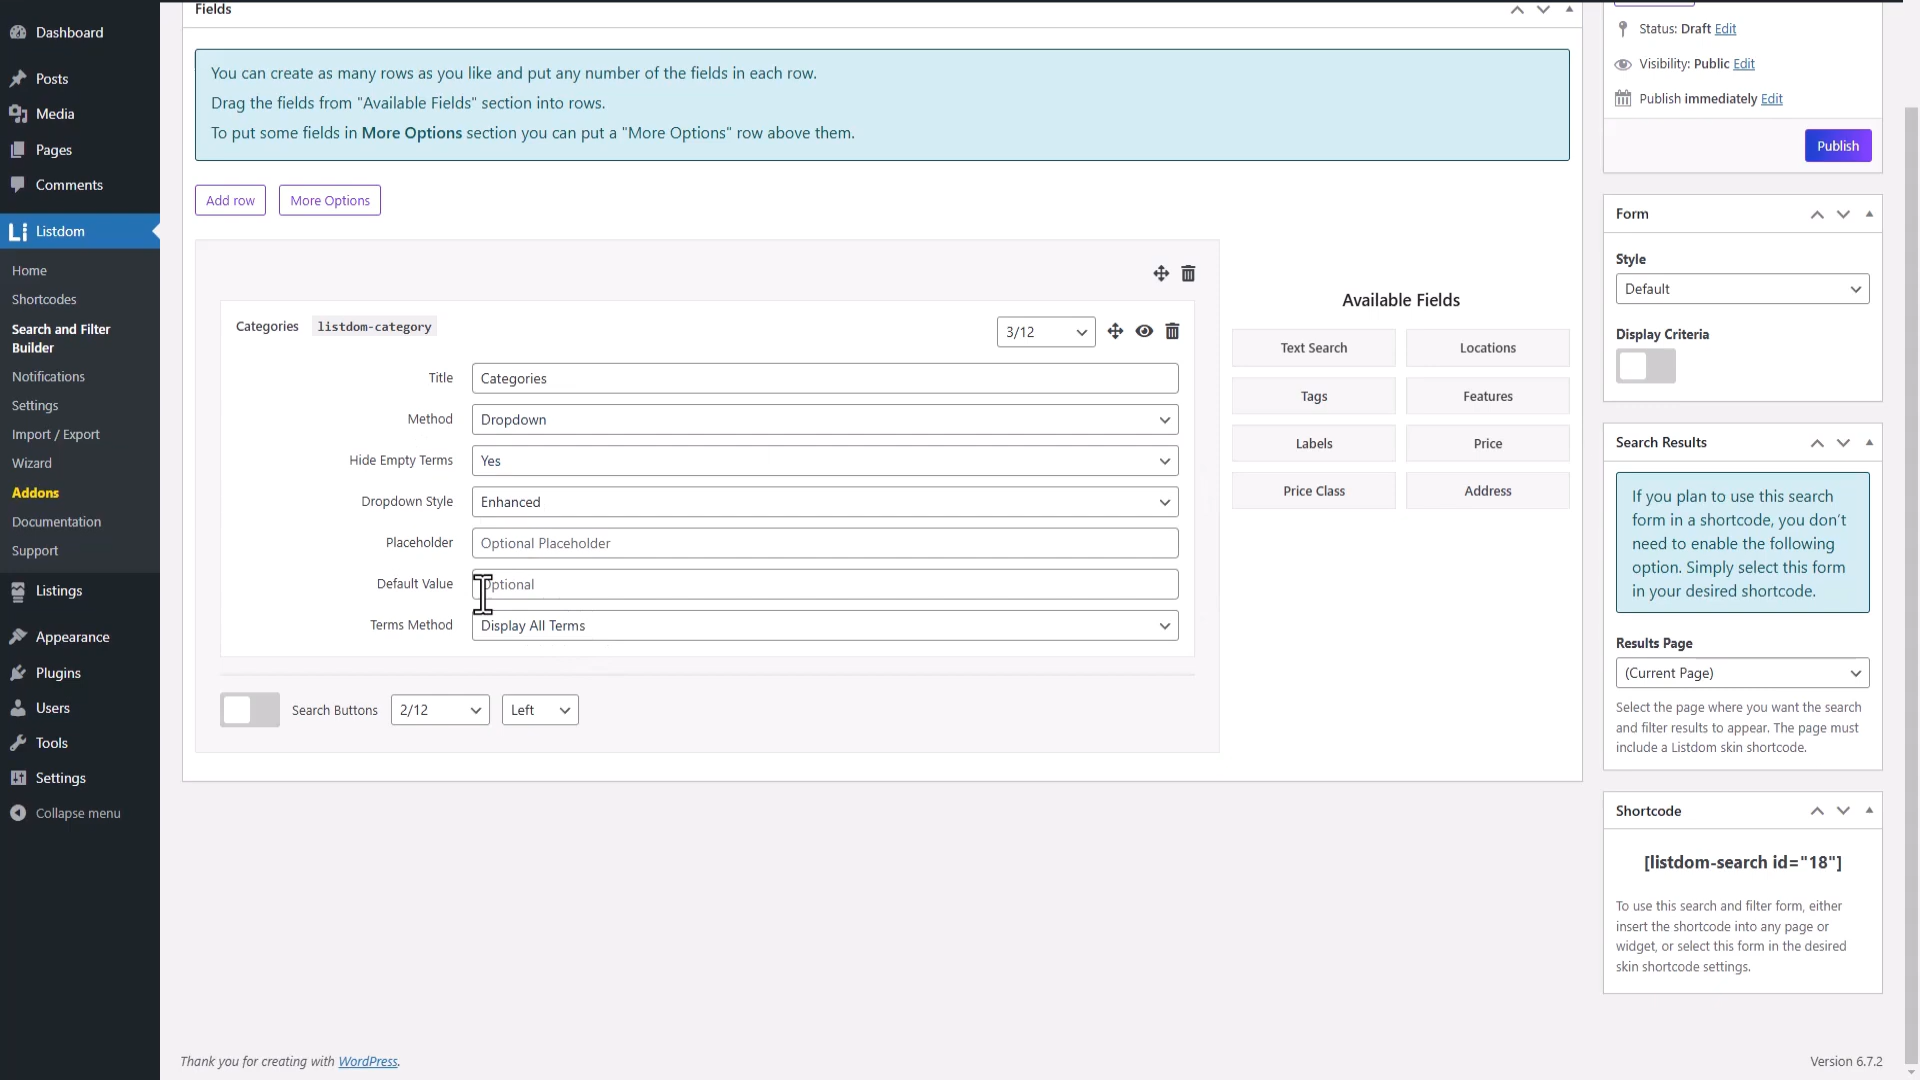 Dashboard
Posts
Media
Pages
Comments
Listdom
Home
Shortcodes
Search and Filter
Builder
Notifications
Settings
Import / Export
Wizard
Addons
Documentation
Support
Listings
Appearance
Plugins
Users
Tools
Settings
Collapse menu
Fields
You can create as many rows as you like and put any number of the fields in each row.
Drag the fields from "Available Fields" section into rows.
To put some fields in More Options section you can put a "More Options" row above them.
Add row
More Options
Categories listdom-category
3/12
Title
Categories
Method
Dropdown
Hide Empty Terms
Yes
Dropdown Style
Enhanced
Placeholder
Optional Placeholder
Default Value
Optional
Terms Method
Display All Terms
Search Buttons
2/12
Left
Available Fields
Text Search
Locations
Tags
Features
Labels
Price
Price Class
Address
Status: Draft Edit
Visibility: Public Edit
Publish immediately Edit
Publish
Form
Style
Default
Display Criteria
Search Results
If you plan to use this search
form in a shortcode, you don't
need to enable the following
option. Simply select this form
in your desired shortcode.
Results Page
(Current Page)
Select the page where you want the search
and filter results to appear. The page must
include a Listdom skin shortcode.
Shortcode
[listdom-search id="18"]
To use this search and filter form, either
insert the shortcode into any page or
widget, or select this form in the desired
skin shortcode settings.
Thank you for creating with WordPress.
Version 6.7.2